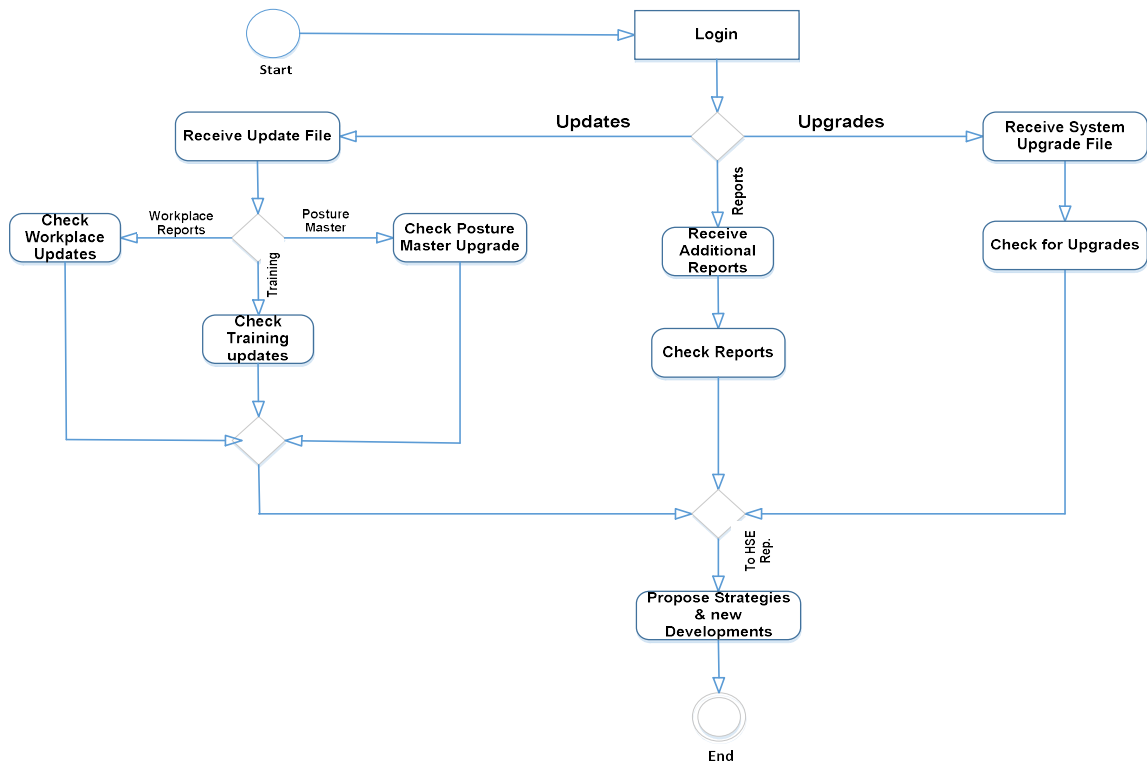 Login
Start
Updates
Upgrades
Receive Update File
Receive System
Upgrade File
Reports
Workplace
Reports
Posture
Master
Check
Workplace
Updates
Check Posture
Master Upgrade
Receive
Additional
Reports
Check for Upgrades
Training
Check
Training
updates
Check Reports
To HSE
Rep.
Propose Strategies
& new
Developments
End